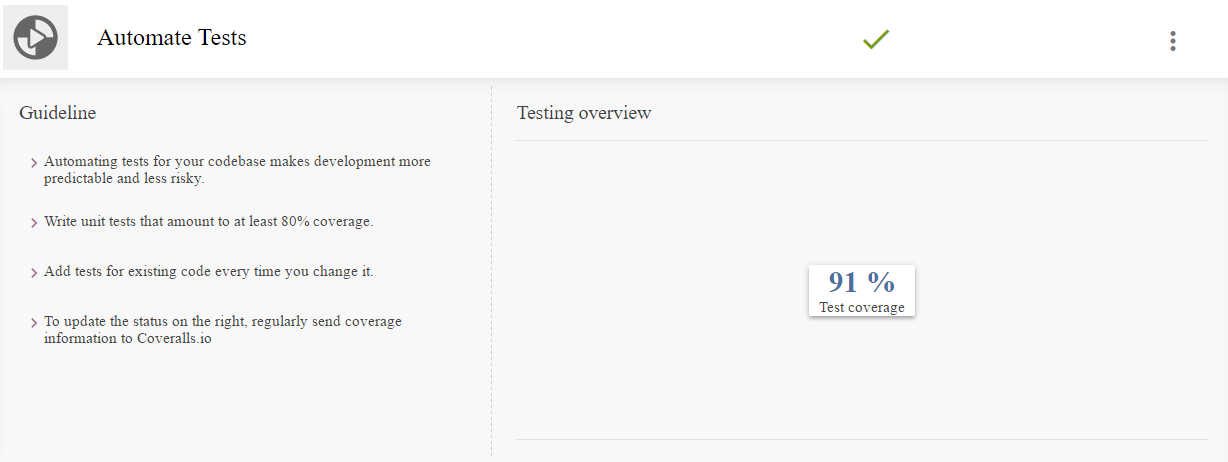 Automate Tests
Guideline
Automating tests for your codebase makes development more
predictable and less risky.
Write unit tests that amount to at least 80% coverage.
Add tests for existing code every time you change it.
To update the status on the right, regularly send coverage
information to Coveralls.io
Testing overview
91 %
Test coverage